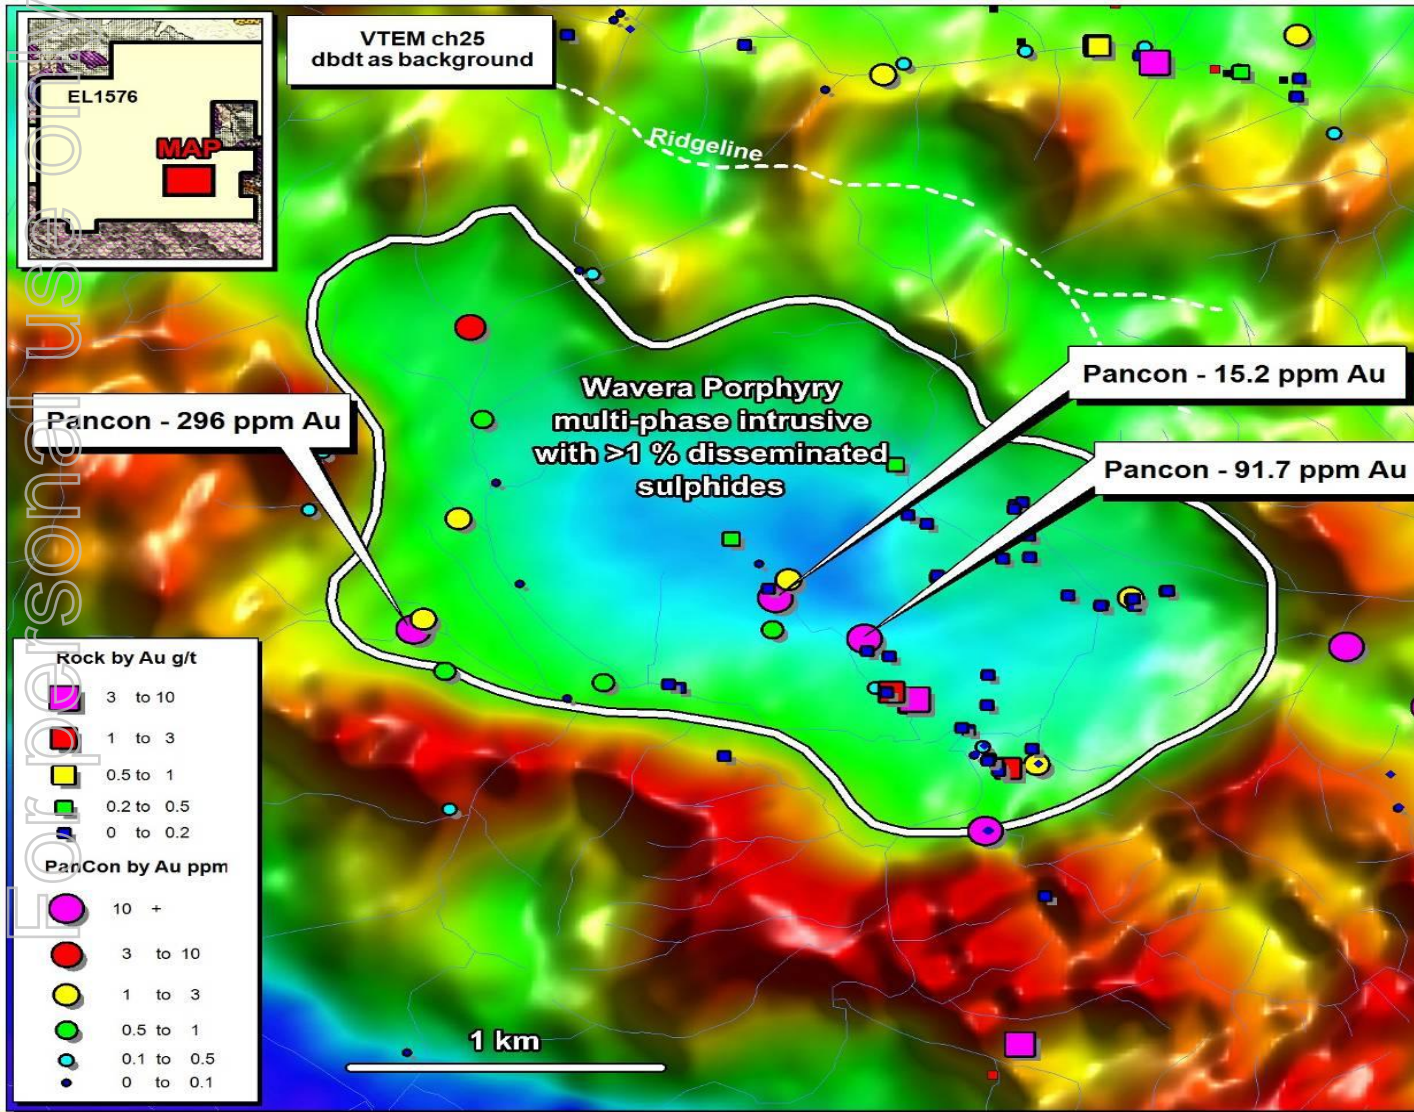 For personal use only
EL1576
MAP
VTEM ch25
dbdt as background
Ridgeline
Pancon - 15.2 ppm Au
Wavera Porphyry
multi-phase intrusive
with >1 % disseminated
sulphides
Pancon - 296 ppm Au
Pancon - 91.7 ppm Au
Rock by Au g/t
3 to 10
1 to 3
0.5 to 1
0.2 to 0.5
0 to 0.2
PanCon by Au ppm
10 +
3 to 10
1 to 3
0.5 to 1
0.1 to 0.5
0 to 0.1
1 km